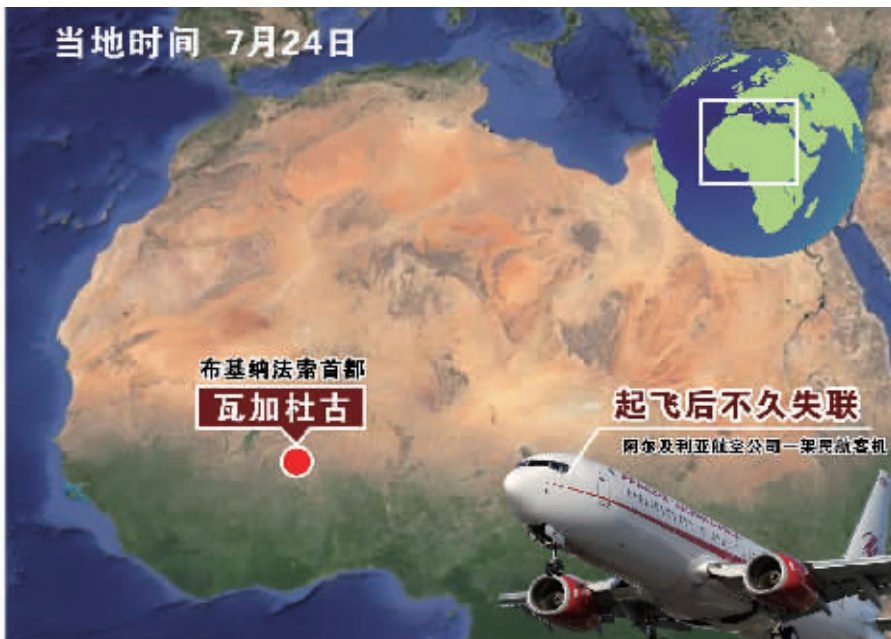 当地时间 7月24日
布基纳法索首都
瓦加杜古
起飞后不久失联
阿尔及利亚航空公司一架民航客机